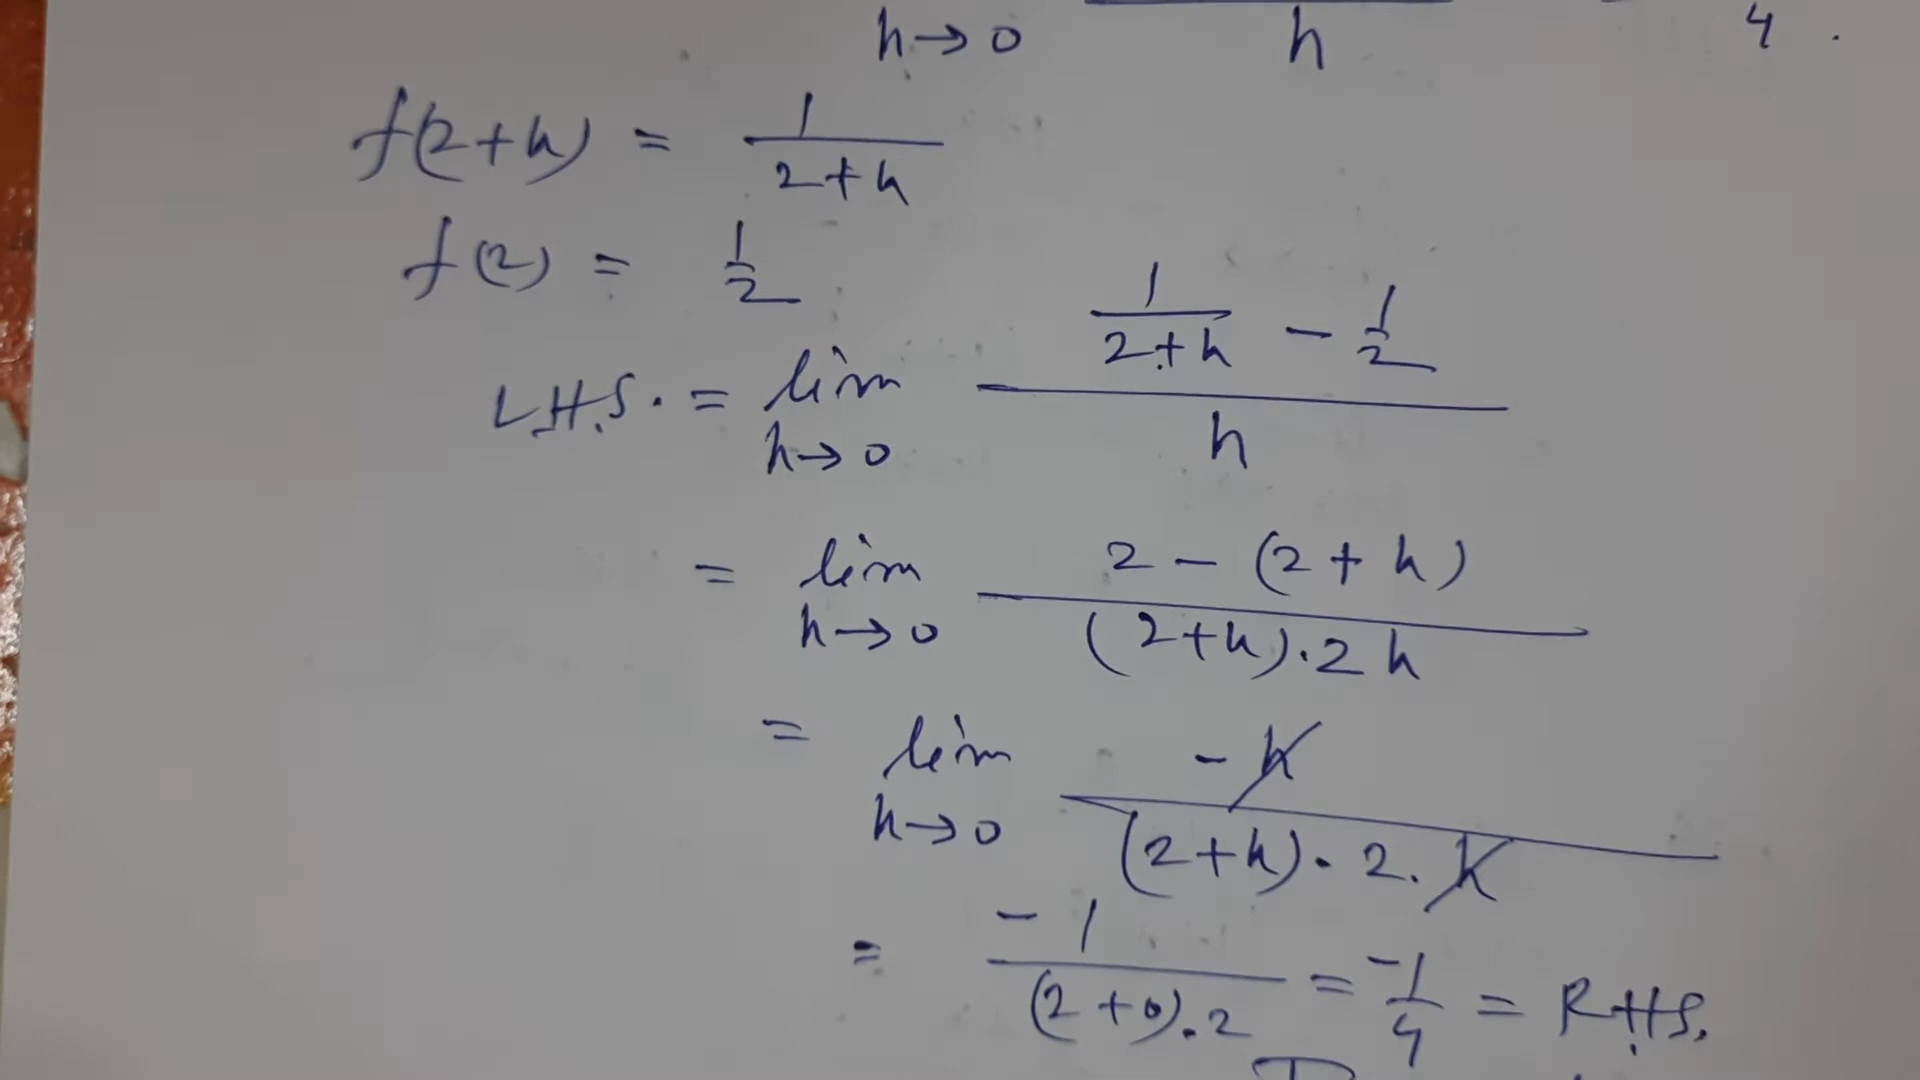 h→0 h 4 .
f(2+h) = 1/(2+h)
f(2) = 1/2
L.H.S. = lim h→0 (1/(2+h) - 1/2)/h
= lim h→0 (2 - (2+h))/((2+h).2h)
= lim h→0 -h/((2+h).2.h)
= -1/((2+0).2) = -1/4 = RHS.